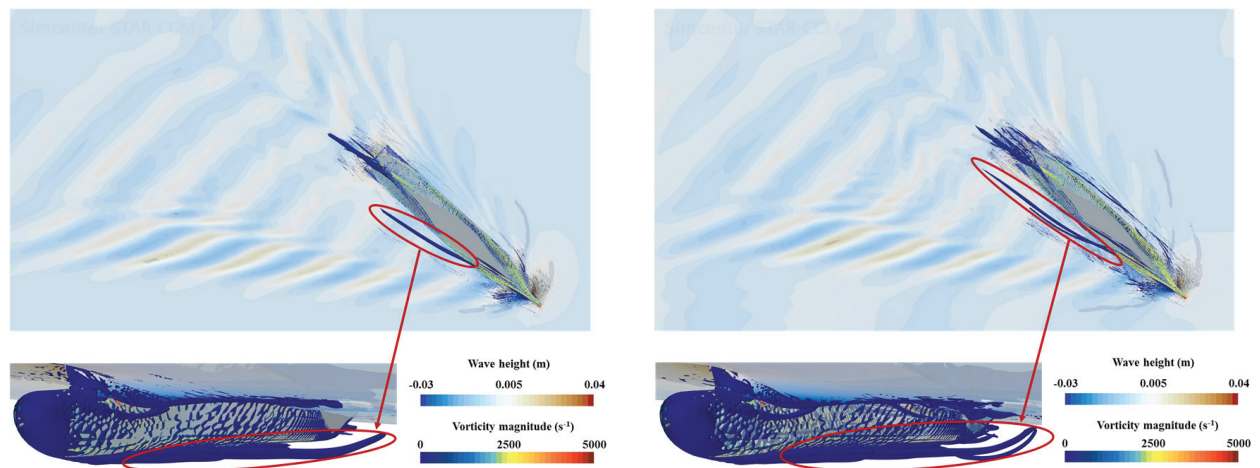 Simcenter STAR-CCM+
Simcenter STAR-CCM
Wave height (m)
-0.03 0.005 0.04
Vorticity magnitude (s⁻¹)
0 2500 5000
Wave height (m)
-0.03 0.005 0.04
Vorticity magnitude (s⁻¹)
0 2500 5000